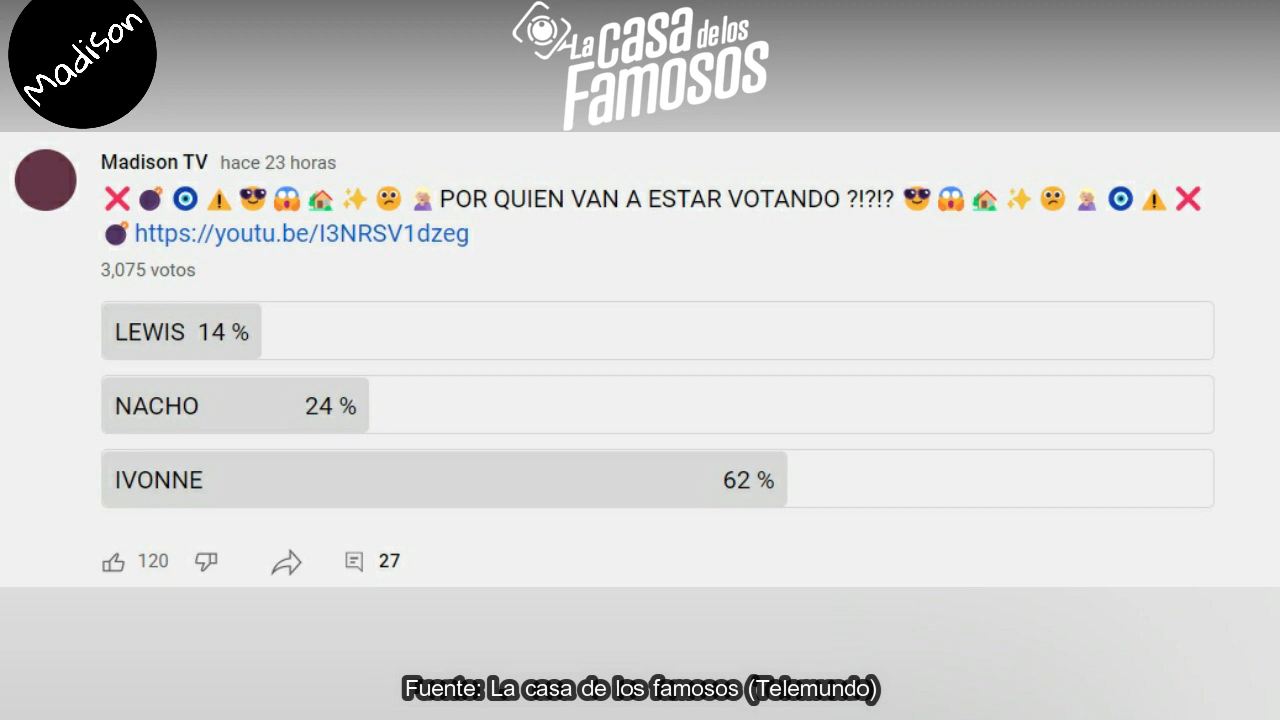 Madison
La casa de los
Famosos
Madison TV hace 23 horas
❌💣🧿⚠️😎😱🏡✨🙁🤦🏼‍♀️POR QUIEN VAN A ESTAR VOTANDO ?!?!? 😎😱🏡✨🙁🤦🏼‍♀️🧿⚠️❌
💣https://youtu.be/I3NRSV1dzeg
3,075 votos
LEWIS 14 %
NACHO 24 %
IVONNE 62 %
120 27
Fuente: La casa de los famosos (Telemundo)